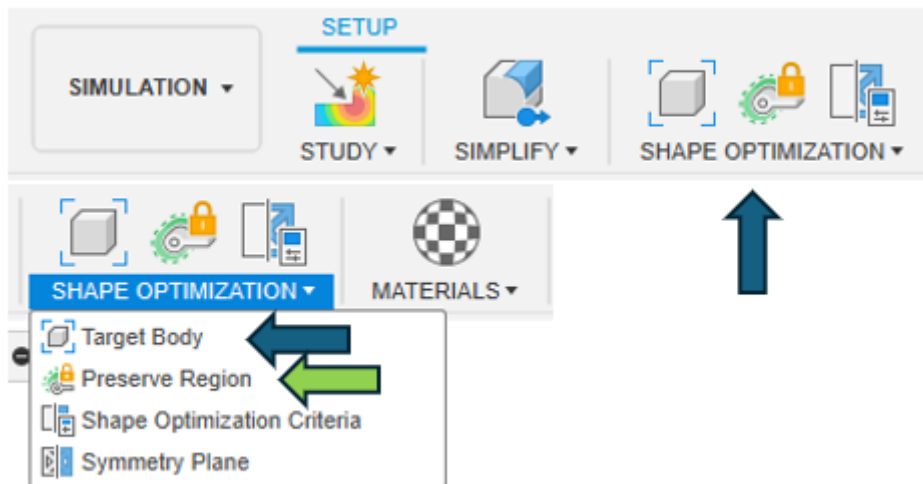 SETUP
SIMULATION
STUDY
SIMPLIFY
SHAPE OPTIMIZATION
SHAPE OPTIMIZATION
MATERIALS
Target Body
Preserve Region
Shape Optimization Criteria
Symmetry Plane